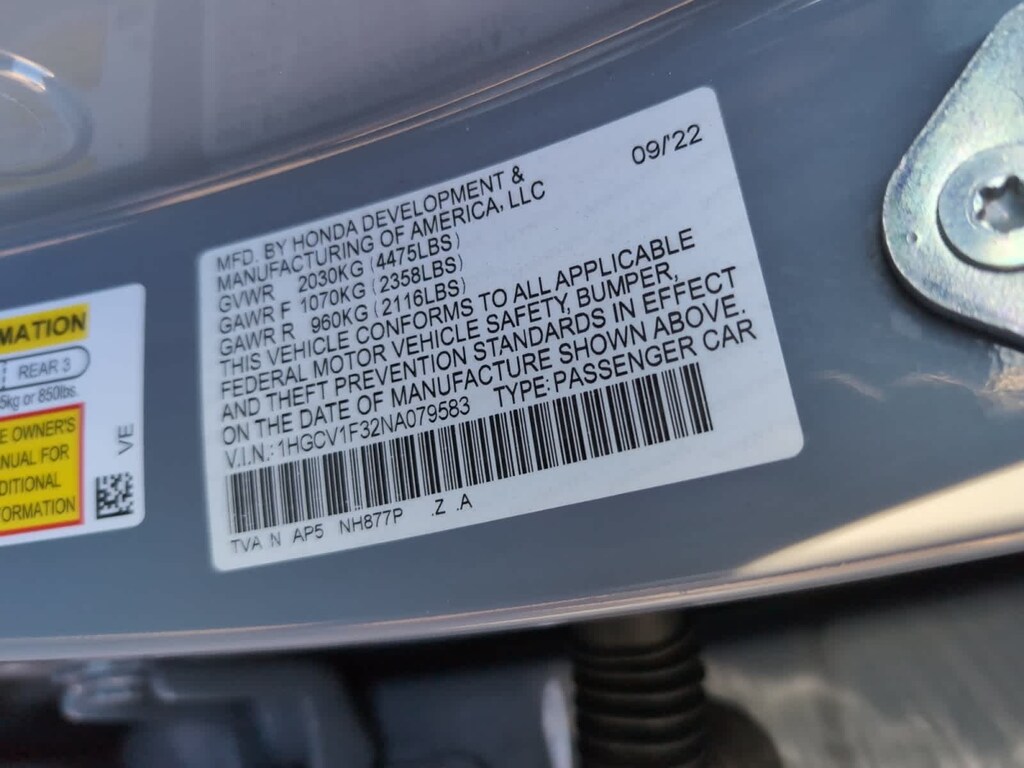 09/'22
MFD. BY HONDA DEVELOPMENT &
MANUFACTURING OF AMERICA, LLC
GVWR 2030KG (4475LBS)
GAWR F 1070KG (2358LBS)
GAWR R 960KG (2116LBS)
THIS VEHICLE CONFORMS TO ALL APPLICABLE
FEDERAL MOTOR VEHICLE SAFETY, BUMPER,
AND THEFT PREVENTION STANDARDS IN EFFECT
ON THE DATE OF MANUFACTURE SHOWN ABOVE.
V.I.N.: 1HGCV1F32NA079583 TYPE: PASSENGER CAR
TVA N AP5 NH877P .Z .A
MATION
REAR 3
5kg or 850lbs.
E OWNER'S
NUAL FOR
DITIONAL
ORMATION
VE